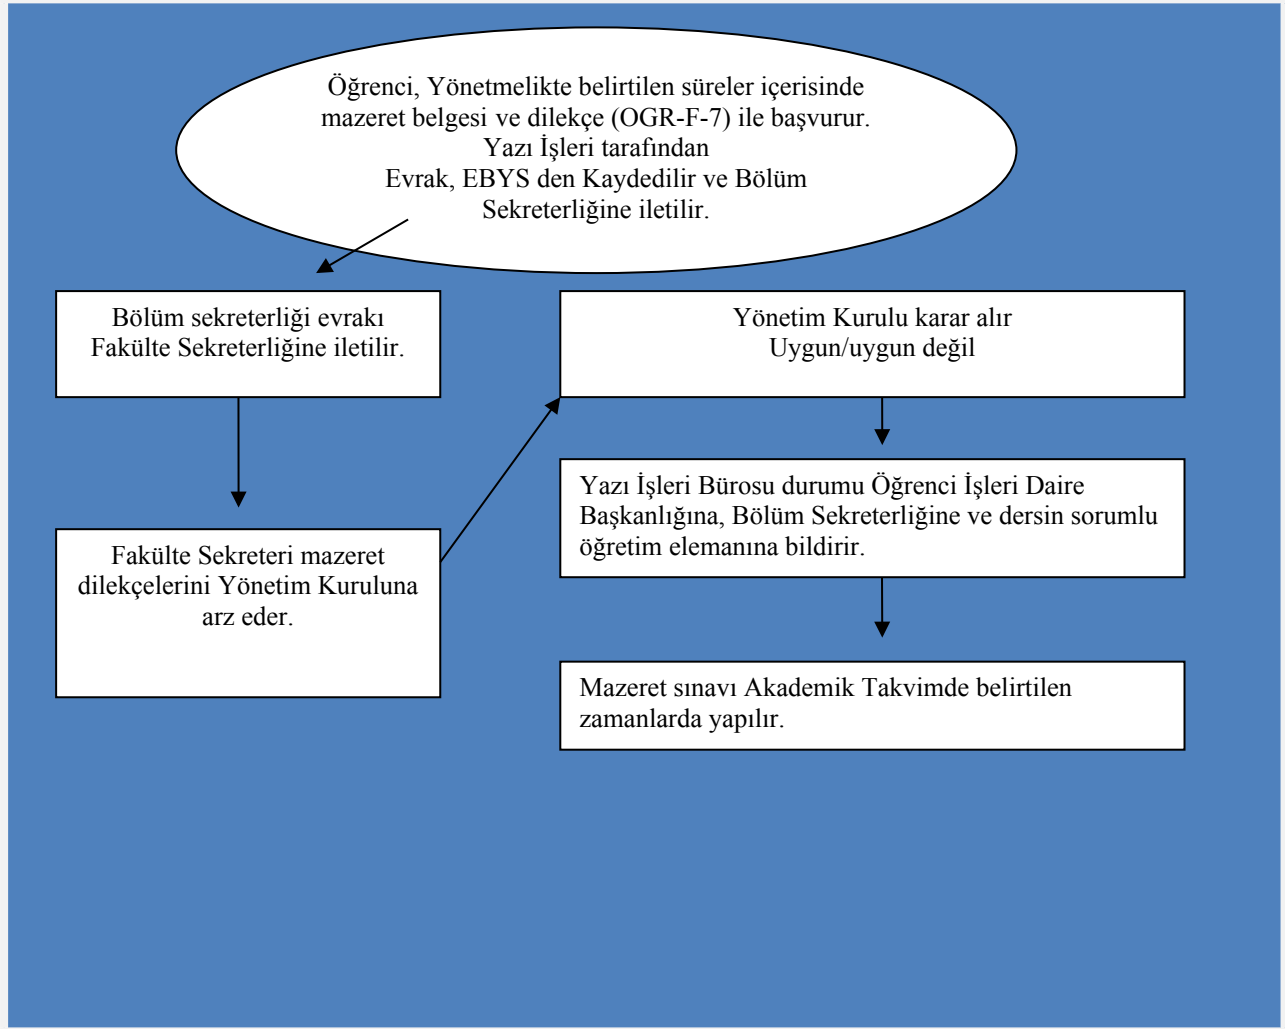 Öğrenci, Yönetmelikte belirtilen süreler içerisinde
mazeret belgesi ve dilekçe (OGR-F-7) ile başvurur.
Yazı İşleri tarafından
Evrak, EBYS den Kaydedilir ve Bölüm
Sekreterliğine iletilir.
Bölüm sekreterliği evrakı
Fakülte Sekreterliğine iletilir.
Fakülte Sekreteri mazeret
dilekçelerini Yönetim Kuruluna
arz eder.
Yönetim Kurulu karar alır
Uygun/uygun değil
Yazı İşleri Bürosu durumu Öğrenci İşleri Daire
Başkanlığına, Bölüm Sekreterliğine ve dersin sorumlu
öğretim elemanına bildirir.
Mazeret sınavı Akademik Takvimde belirtilen
zamanlarda yapılır.